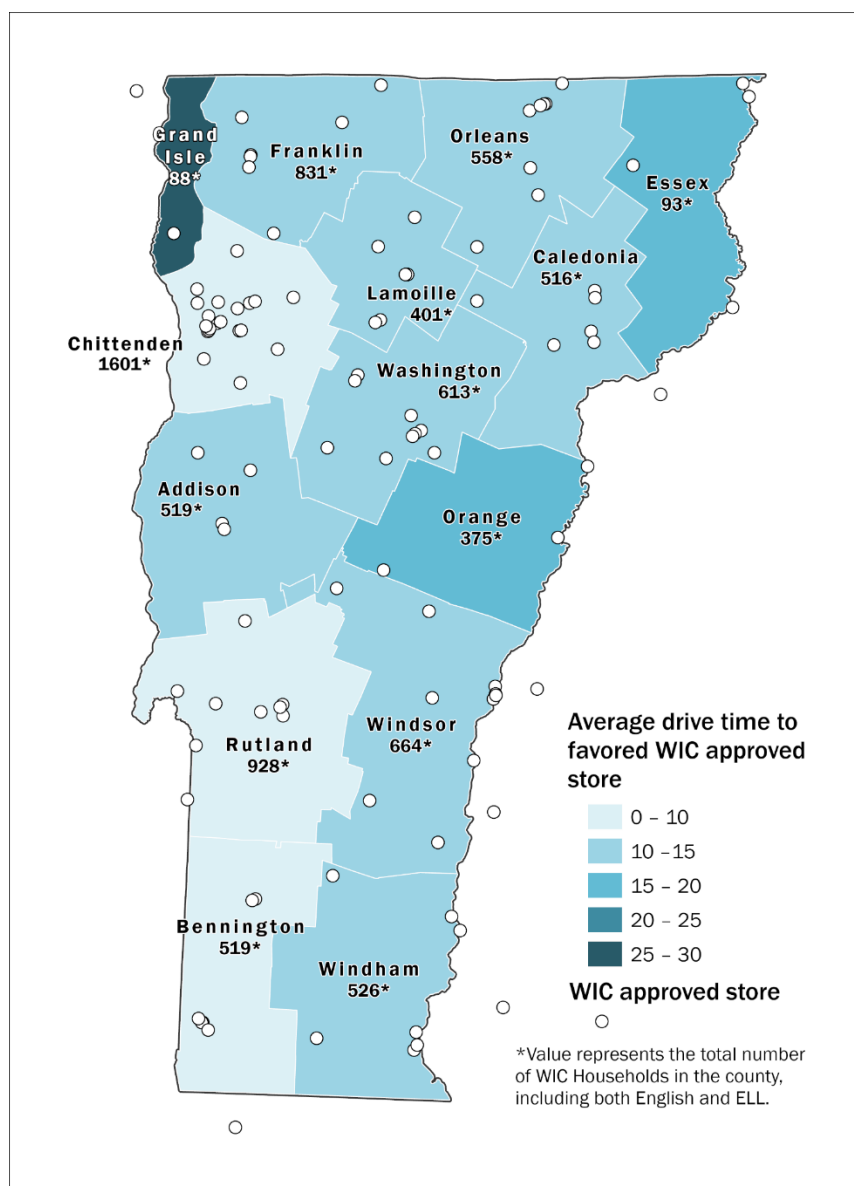 Grand
Isle
88*
Franklin
831*
Orleans
558*
Essex
93*
Caledonia
516*
Lamoille
401*
Chittenden
1601*
Washington
613*
Addison
519*
Orange
375*
Rutland
928*
Windsor
664*
Bennington
519*
Windham
526*
Average drive time to
favored WIC approved
store
0 – 10
10 –15
15 – 20
20 – 25
25 – 30
WIC approved store
*Value represents the total number
of WIC Households in the county,
including both English and ELL.